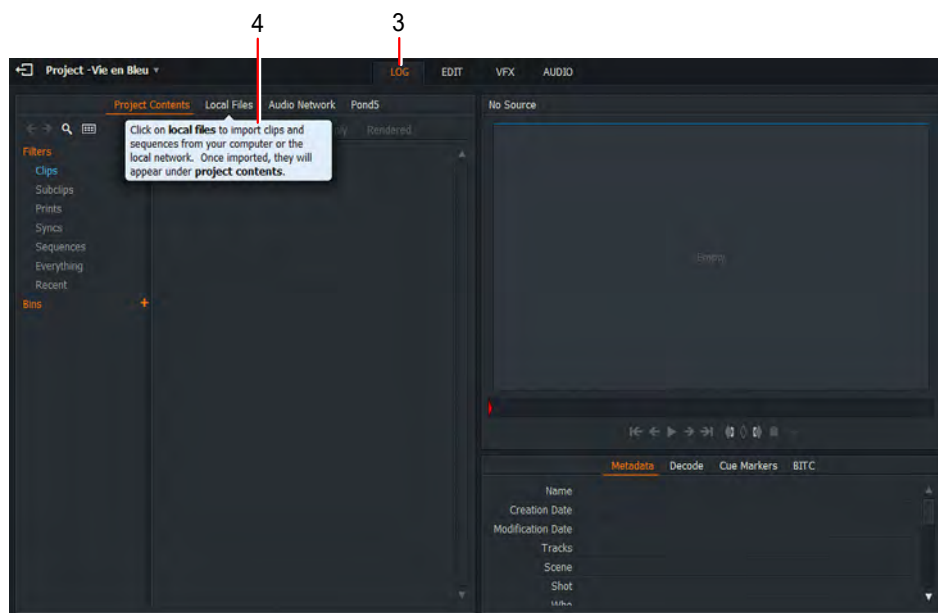 4
3
Project -Vie en Bleu
LOG
EDIT
VFX
AUDIO
Project Contents
Local Files
Audio Network
Pond5
Rendered
Click on local files to import clips and
sequences from your computer or the
local network. Once imported, they will
appear under project contents.
Filters
Clips
Subclips
Prints
Syncs
Sequences
Everything
Recent
Bins +
No Source
Empty
Metadata
Decode
Cue Markers
BITC
Name
Creation Date
Modification Date
Tracks
Scene
Shot
Who